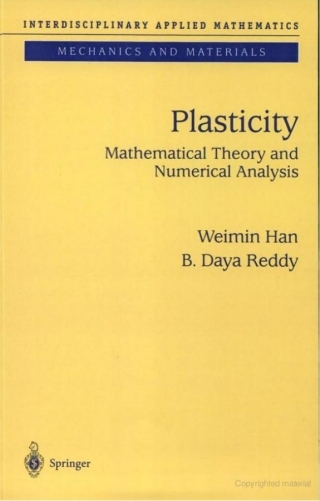 INTERDISCIPLINARY APPLIED MATHEMATICS
MECHANICS AND MATERIALS
Plasticity
Mathematical Theory and
Numerical Analysis
Weimin Han
B. Daya Reddy
Springer
Copyrighted material